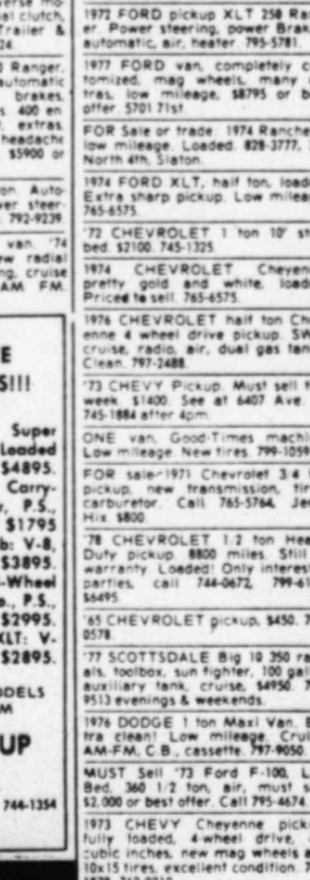 al clutch,
Trailer &
24.
Ranger,
automatic
brakes,
s. 400 en
extras.
headache
$5900 or
on. Auto-
wer steer-
792-9239.
van. '74
ew radial
ng, cruise
AM FM.
E
S!!!
Super
Loaded
$4895.
Carry-
, P.S.,
$1795
b: V-8,
$3895.
-Wheel
o., P.S.,
$2995.
XLT: V-
$2895.
ODELS
M
UP
744-1354
1972 FORD pickup XLT 250 Ran
er. Power steering, power Brak
automatic, air, heater. 795-5781.
1977 FORD van, completely c
tomized, mag wheels, many
tras, low mileage, $8795 or b
offer. 5701 71st.
FOR Sale or trade: 1974 Ranche
low mileage. Loaded. 828-3777,
North 4th, Slaton.
1974 FORD XLT, half ton, load
Extra sharp pickup. Low milea
765-6575.
'72 CHEVROLET 1 ton 10' st
bed. $2100. 745-1325.
1974 CHEVROLET Cheyen
pretty gold and white, load
Priced to sell. 765-6575.
1976 CHEVROLET half ton Ch
enne 4 wheel drive pickup. SW
cruise, radio, air, dual gas tan
Clean. 797-2488.
'73 CHEVY Pickup. Must sell t
week. $1400. See at 6407 Ave.
745-1884 after 4pm.
ONE van, Good-Times machi
Low mileage. New tires. 799-1059
FOR sale-1971 Chevrolet 3/4
pickup, new transmission, tir
carburetor. Call 765-5764, Je
Hix. $800.
'78 CHEVROLET 1/2 ton Hea
Duty pickup. 8800 miles. Still
warranty. Loaded! Only interest
parties, call 744-0672, 799-61
$6495.
'65 CHEVROLET pickup, $450. 7
0578.
'77 SCOTTSDALE Big 10 350 ra
als, toolbox, sun fighter, 100 gal
auxiliary tank, cruise, $4950. 7
9513 evenings & weekends.
1976 DODGE 1 ton Maxi Van. E
tra clean! Low mileage. Crui
AM-FM, C.B., cassette. 797-9050.
MUST Sell '73 Ford F-100, L
Bed, 360 1/2 ton, air, must s
$2,000 or best offer. Call 795-4674.
1973 CHEVY Cheyenne pick
fully loaded, 4-wheel drive,
cubic inches, new mag wheels a
10x15 tires, excellent condition. 7